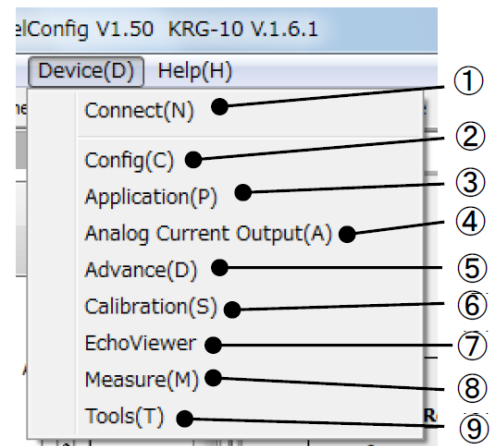 elConfig V1.50 KRG-10 V.1.6.1
Device(D) Help(H)
Connect(N) ①
Config(C) ②
Application(P) ③
Analog Current Output(A) ④
Advance(D) ⑤
Calibration(S) ⑥
EchoViewer ⑦
Measure(M) ⑧
Tools(T) ⑨